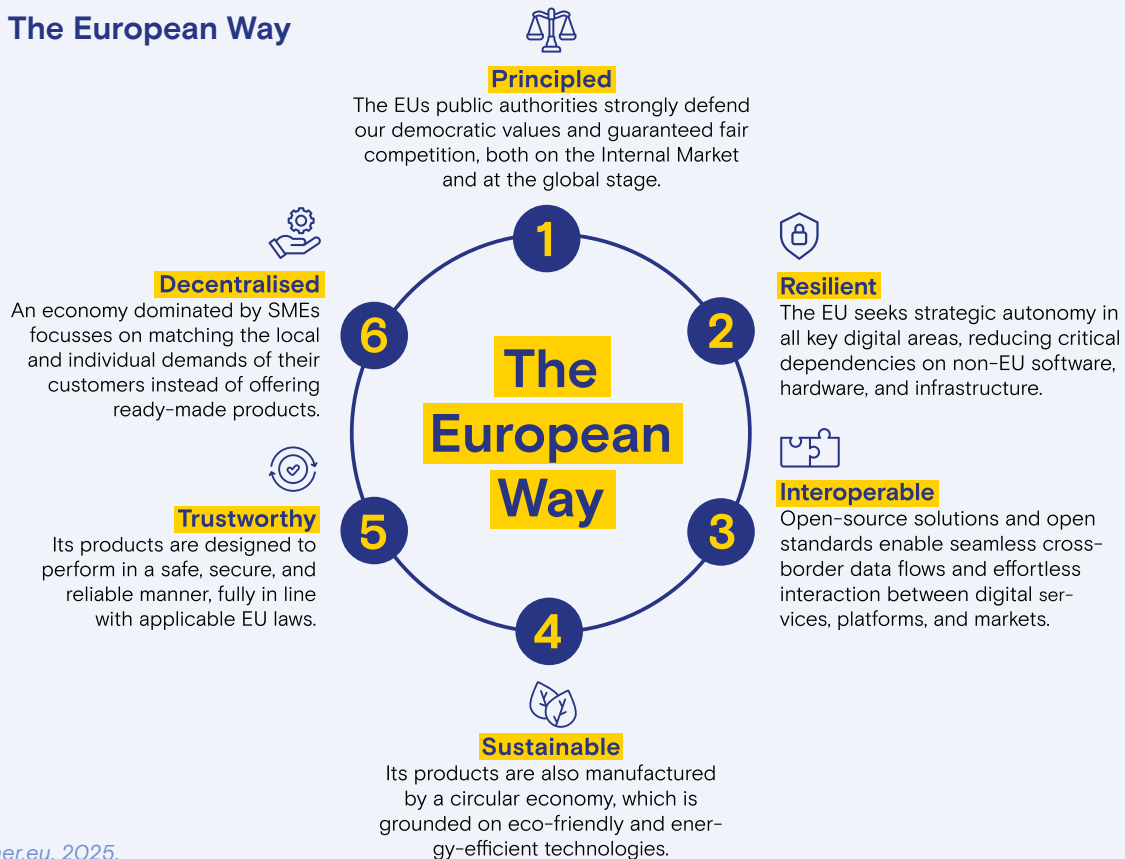 The European Way
Principled
The EUs public authorities strongly defend
our democratic values and guaranteed fair
competition, both on the Internal Market
and at the global stage.
1
Resilient
The EU seeks strategic autonomy in
all key digital areas, reducing critical
dependencies on non-EU software,
hardware, and infrastructure.
2
Interoperable
Open-source solutions and open
standards enable seamless cross-
border data flows and effortless
interaction between digital ser-
vices, platforms, and markets.
3
Sustainable
Its products are also manufactured
by a circular economy, which is
grounded on eco-friendly and ener-
gy-efficient technologies.
4
Trustworthy
Its products are designed to
perform in a safe, secure, and
reliable manner, fully in line
with applicable EU laws.
5
Decentralised
An economy dominated by SMEs
focusses on matching the local
and individual demands of their
customers instead of offering
ready-made products.
6
The
European
Way
2025.